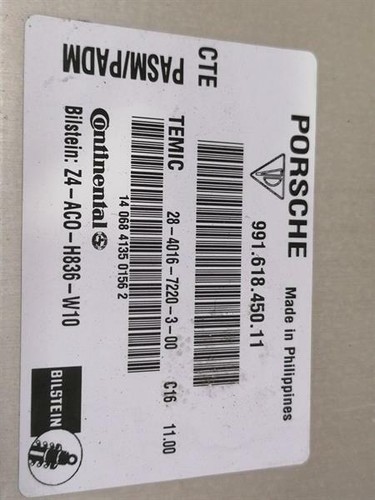 PORSCHE Made in Philippines
991.618.450.11
CTE
PASM/PADM
TEMIC 28-4016-7220-3-00 C16 11.00
14 068 4135 0156 2
Continental
Bilstein: Z4-ACO-H836-W10
BILSTEIN